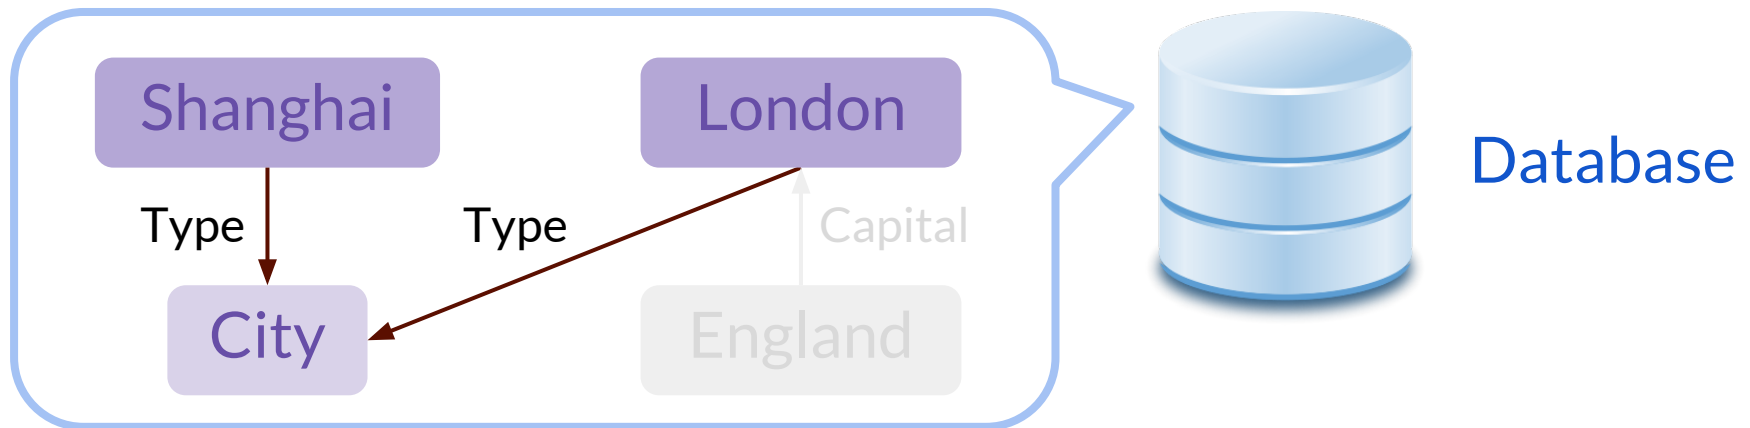 Shanghai
London
Database
Type
Type
Capital
City
England